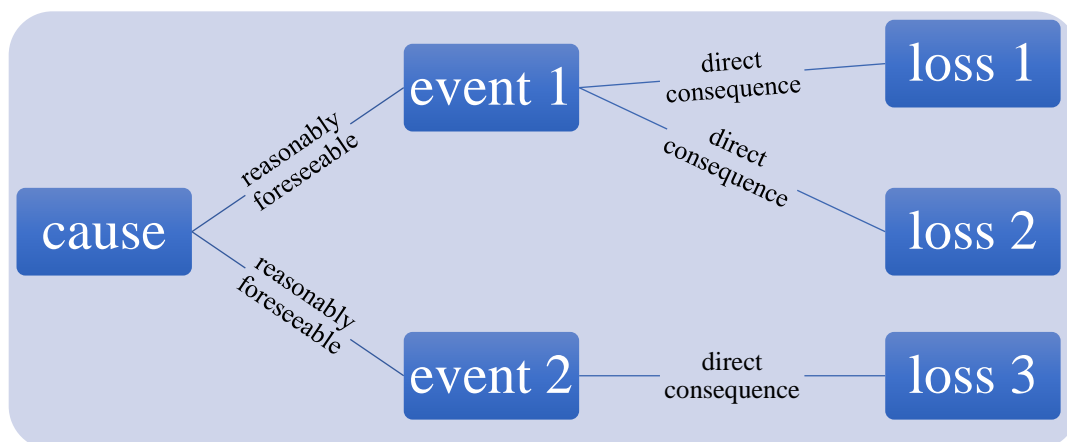 cause
reasonably
foreseeable
event 1
direct
consequence
loss 1
direct
consequence
loss 2
reasonably
foreseeable
event 2
direct
consequence
loss 3